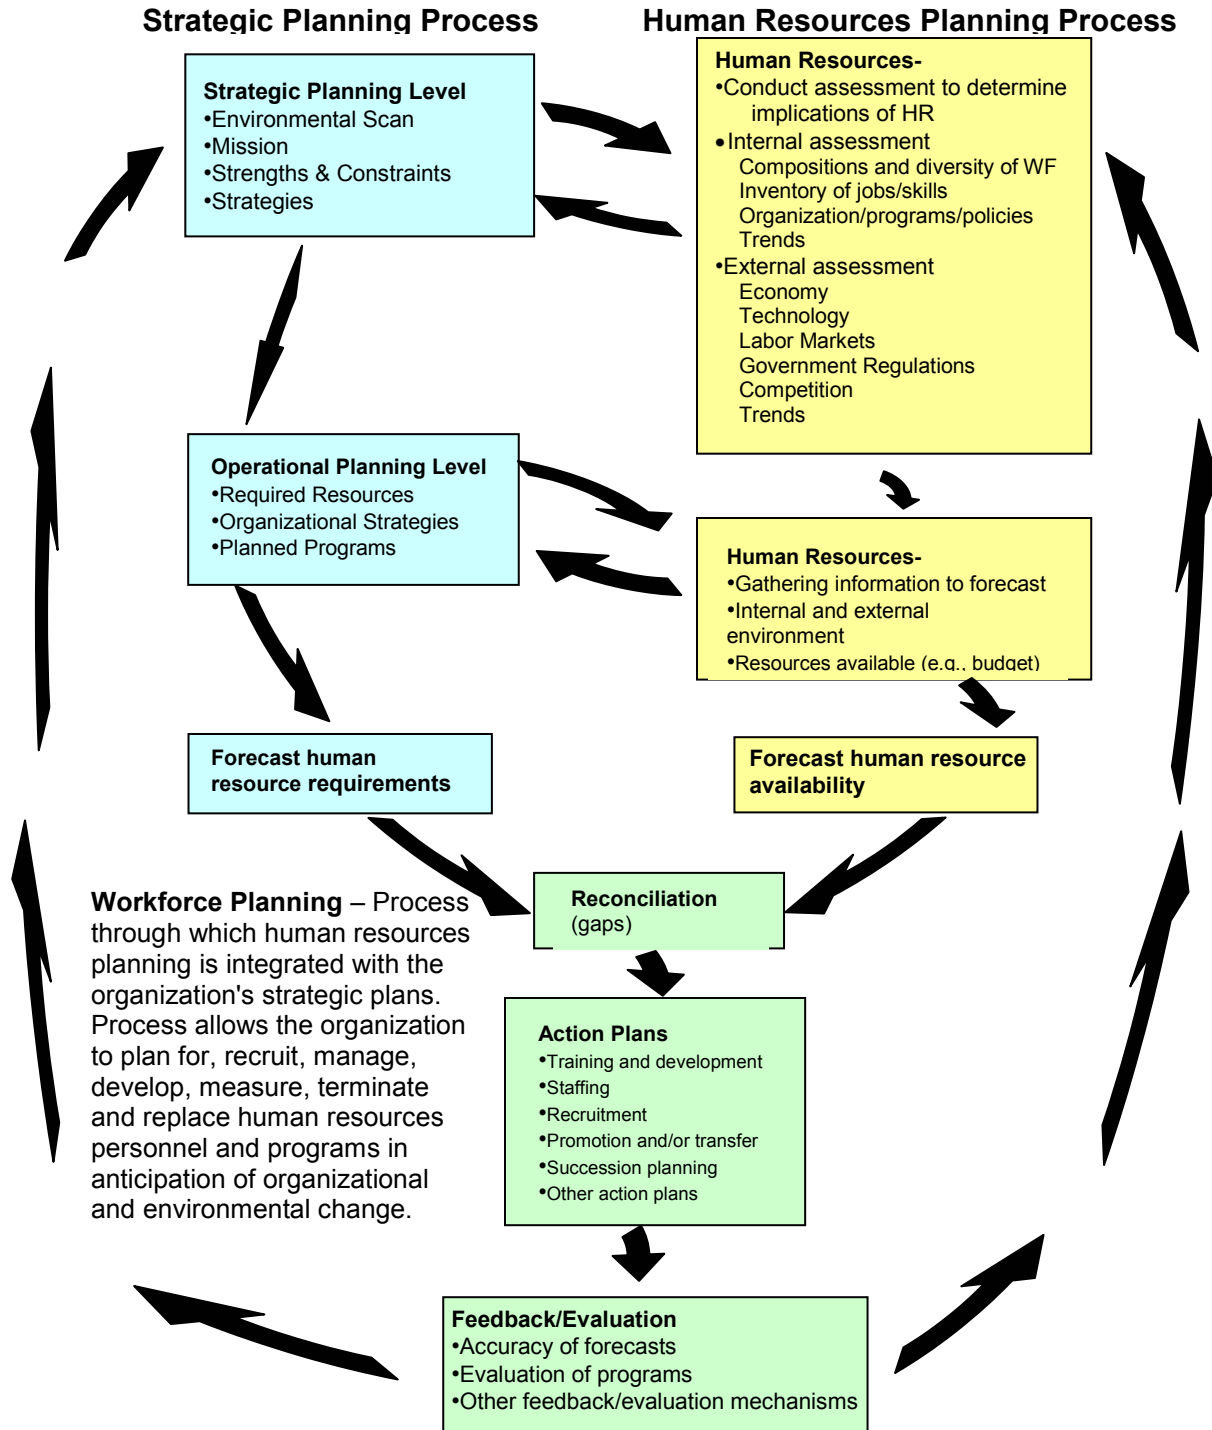 Strategic Planning Process
Human Resources Planning Process
Strategic Planning Level
•Environmental Scan
•Mission
•Strengths & Constraints
•Strategies
Human Resources-
•Conduct assessment to determine
implications of HR
•Internal assessment
Compositions and diversity of WF
Inventory of jobs/skills
Organization/programs/policies
Trends
•External assessment
Economy
Technology
Labor Markets
Government Regulations
Competition
Trends
Operational Planning Level
•Required Resources
•Organizational Strategies
•Planned Programs
Human Resources-
•Gathering information to forecast
•Internal and external
environment
•Resources available (e.g., budget)
Forecast human
resource requirements
Forecast human resource
availability
Reconciliation
(gaps)
Workforce Planning – Process
through which human resources
planning is integrated with the
organization's strategic plans.
Process allows the organization
to plan for, recruit, manage,
develop, measure, terminate
and replace human resources
personnel and programs in
anticipation of organizational
and environmental change.
Action Plans
•Training and development
•Staffing
•Recruitment
•Promotion and/or transfer
•Succession planning
•Other action plans
Feedback/Evaluation
•Accuracy of forecasts
•Evaluation of programs
•Other feedback/evaluation mechanisms